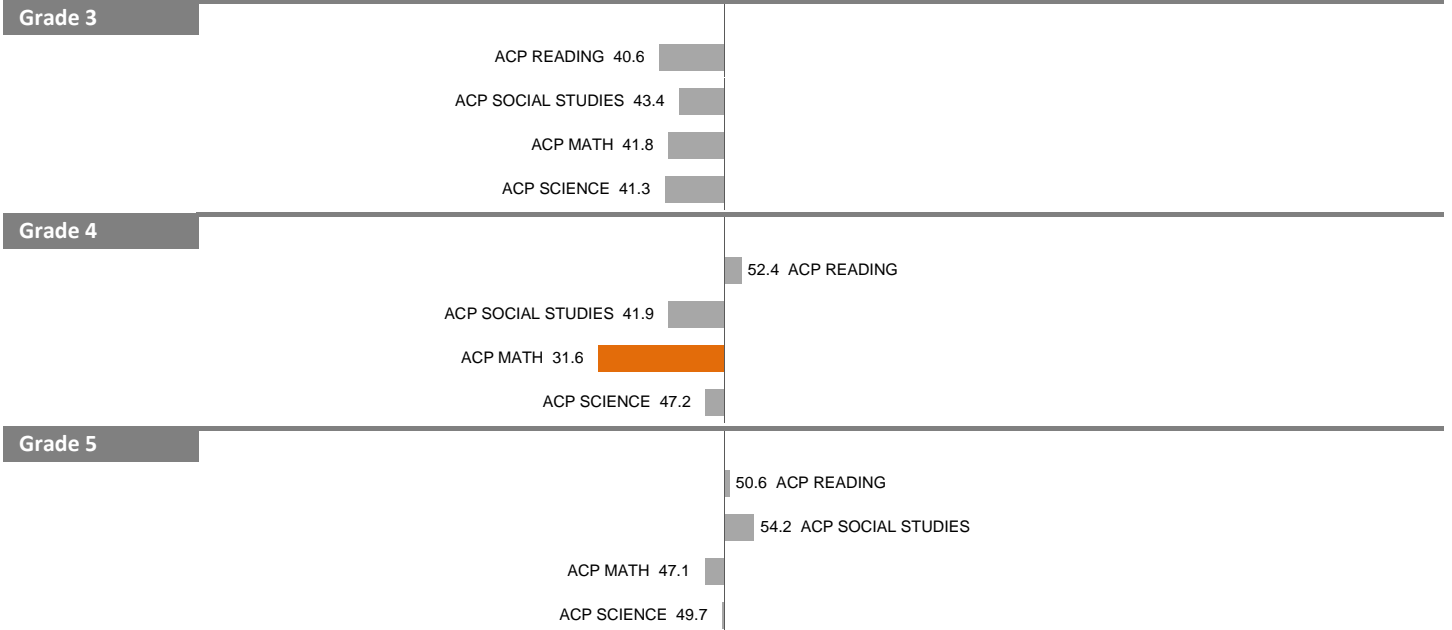 Grade 3
ACP READING 40.6
ACP SOCIAL STUDIES 43.4
ACP MATH 41.8
ACP SCIENCE 41.3
Grade 4
52.4 ACP READING
ACP SOCIAL STUDIES 41.9
ACP MATH 31.6
ACP SCIENCE 47.2
Grade 5
50.6 ACP READING
54.2 ACP SOCIAL STUDIES
ACP MATH 47.1
ACP SCIENCE 49.7